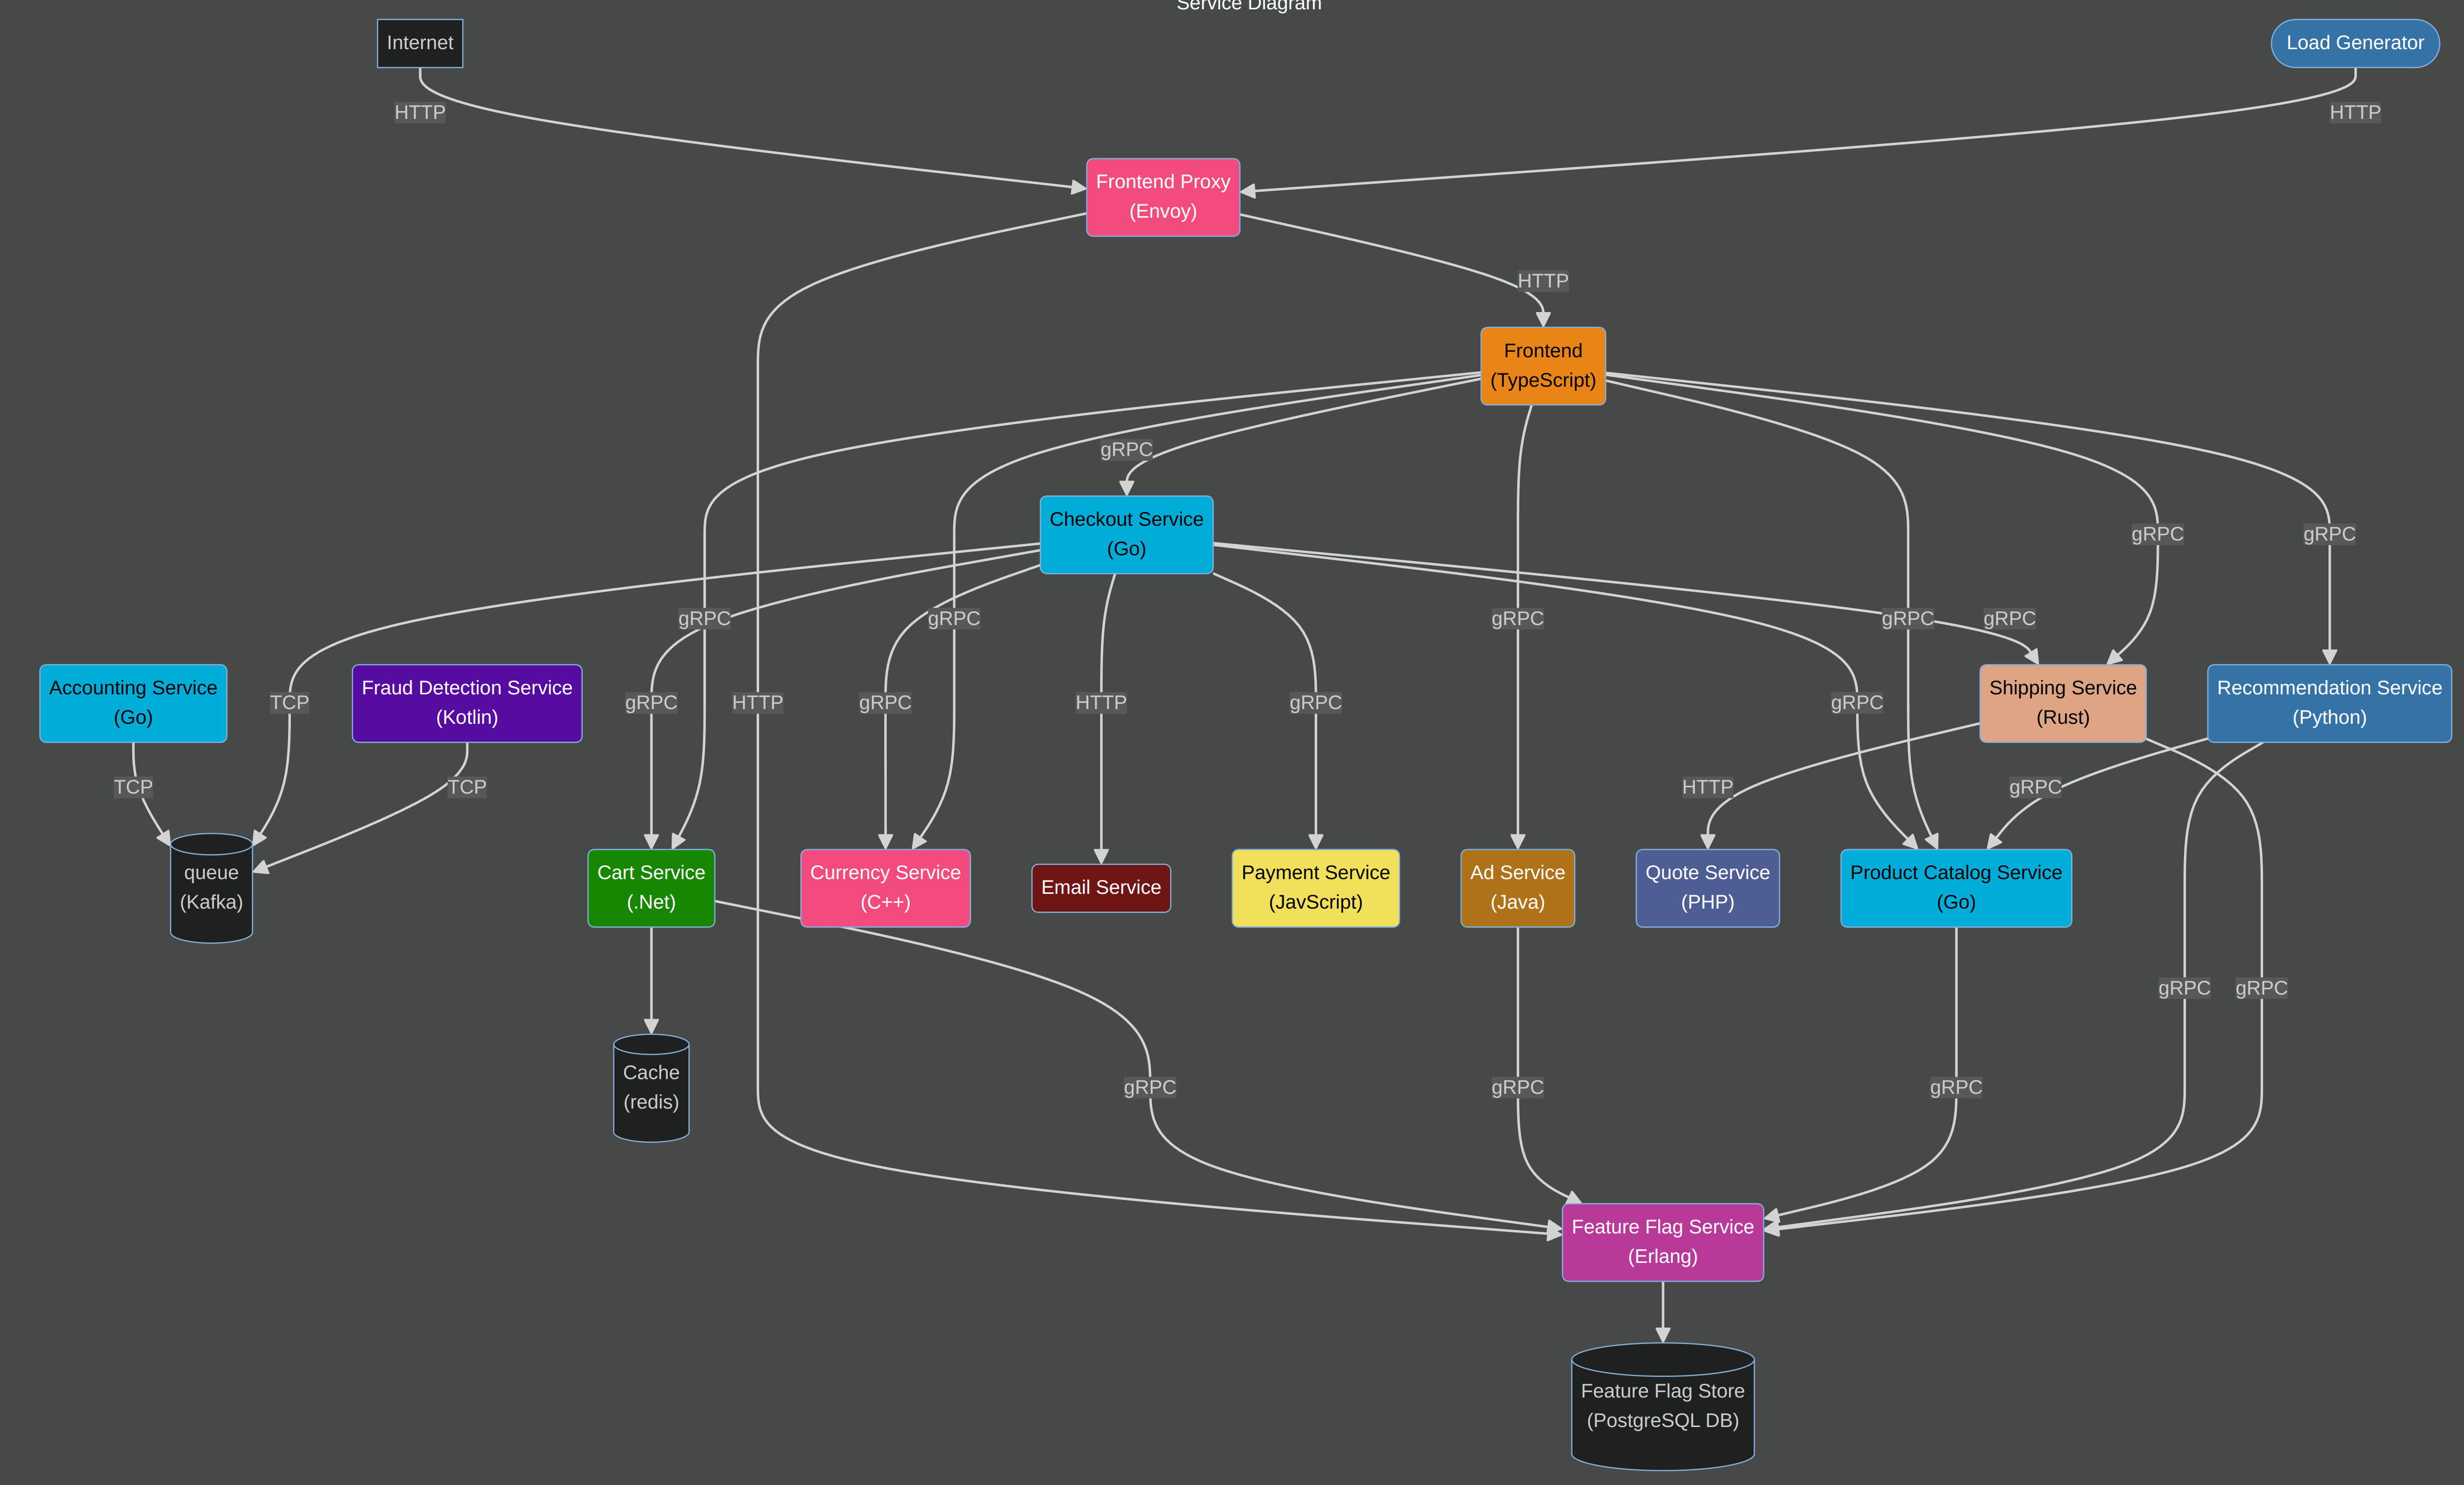 Service Diagram
Internet
Load Generator
HTTP
HTTP
Frontend Proxy
(Envoy)
HTTP
Frontend
(TypeScript)
gRPC
Checkout Service
(Go)
gRPC
gRPC
gRPC
gRPC
gRPC
gRPC
gRPC
Accounting Service
(Go)
Fraud Detection Service
(Kotlin)
Shipping Service
(Rust)
Recommendation Service
(Python)
TCP
gRPC
HTTP
gRPC
HTTP
gRPC
gRPC
TCP
TCP
HTTP
gRPC
queue
(Kafka)
Cart Service
(.Net)
Currency Service
(C++)
Email Service
Payment Service
(JavScript)
Ad Service
(Java)
Quote Service
(PHP)
Product Catalog Service
(Go)
gRPC
gRPC
Cache
(redis)
gRPC
gRPC
gRPC
Feature Flag Service
(Erlang)
Feature Flag Store
(PostgreSQL DB)